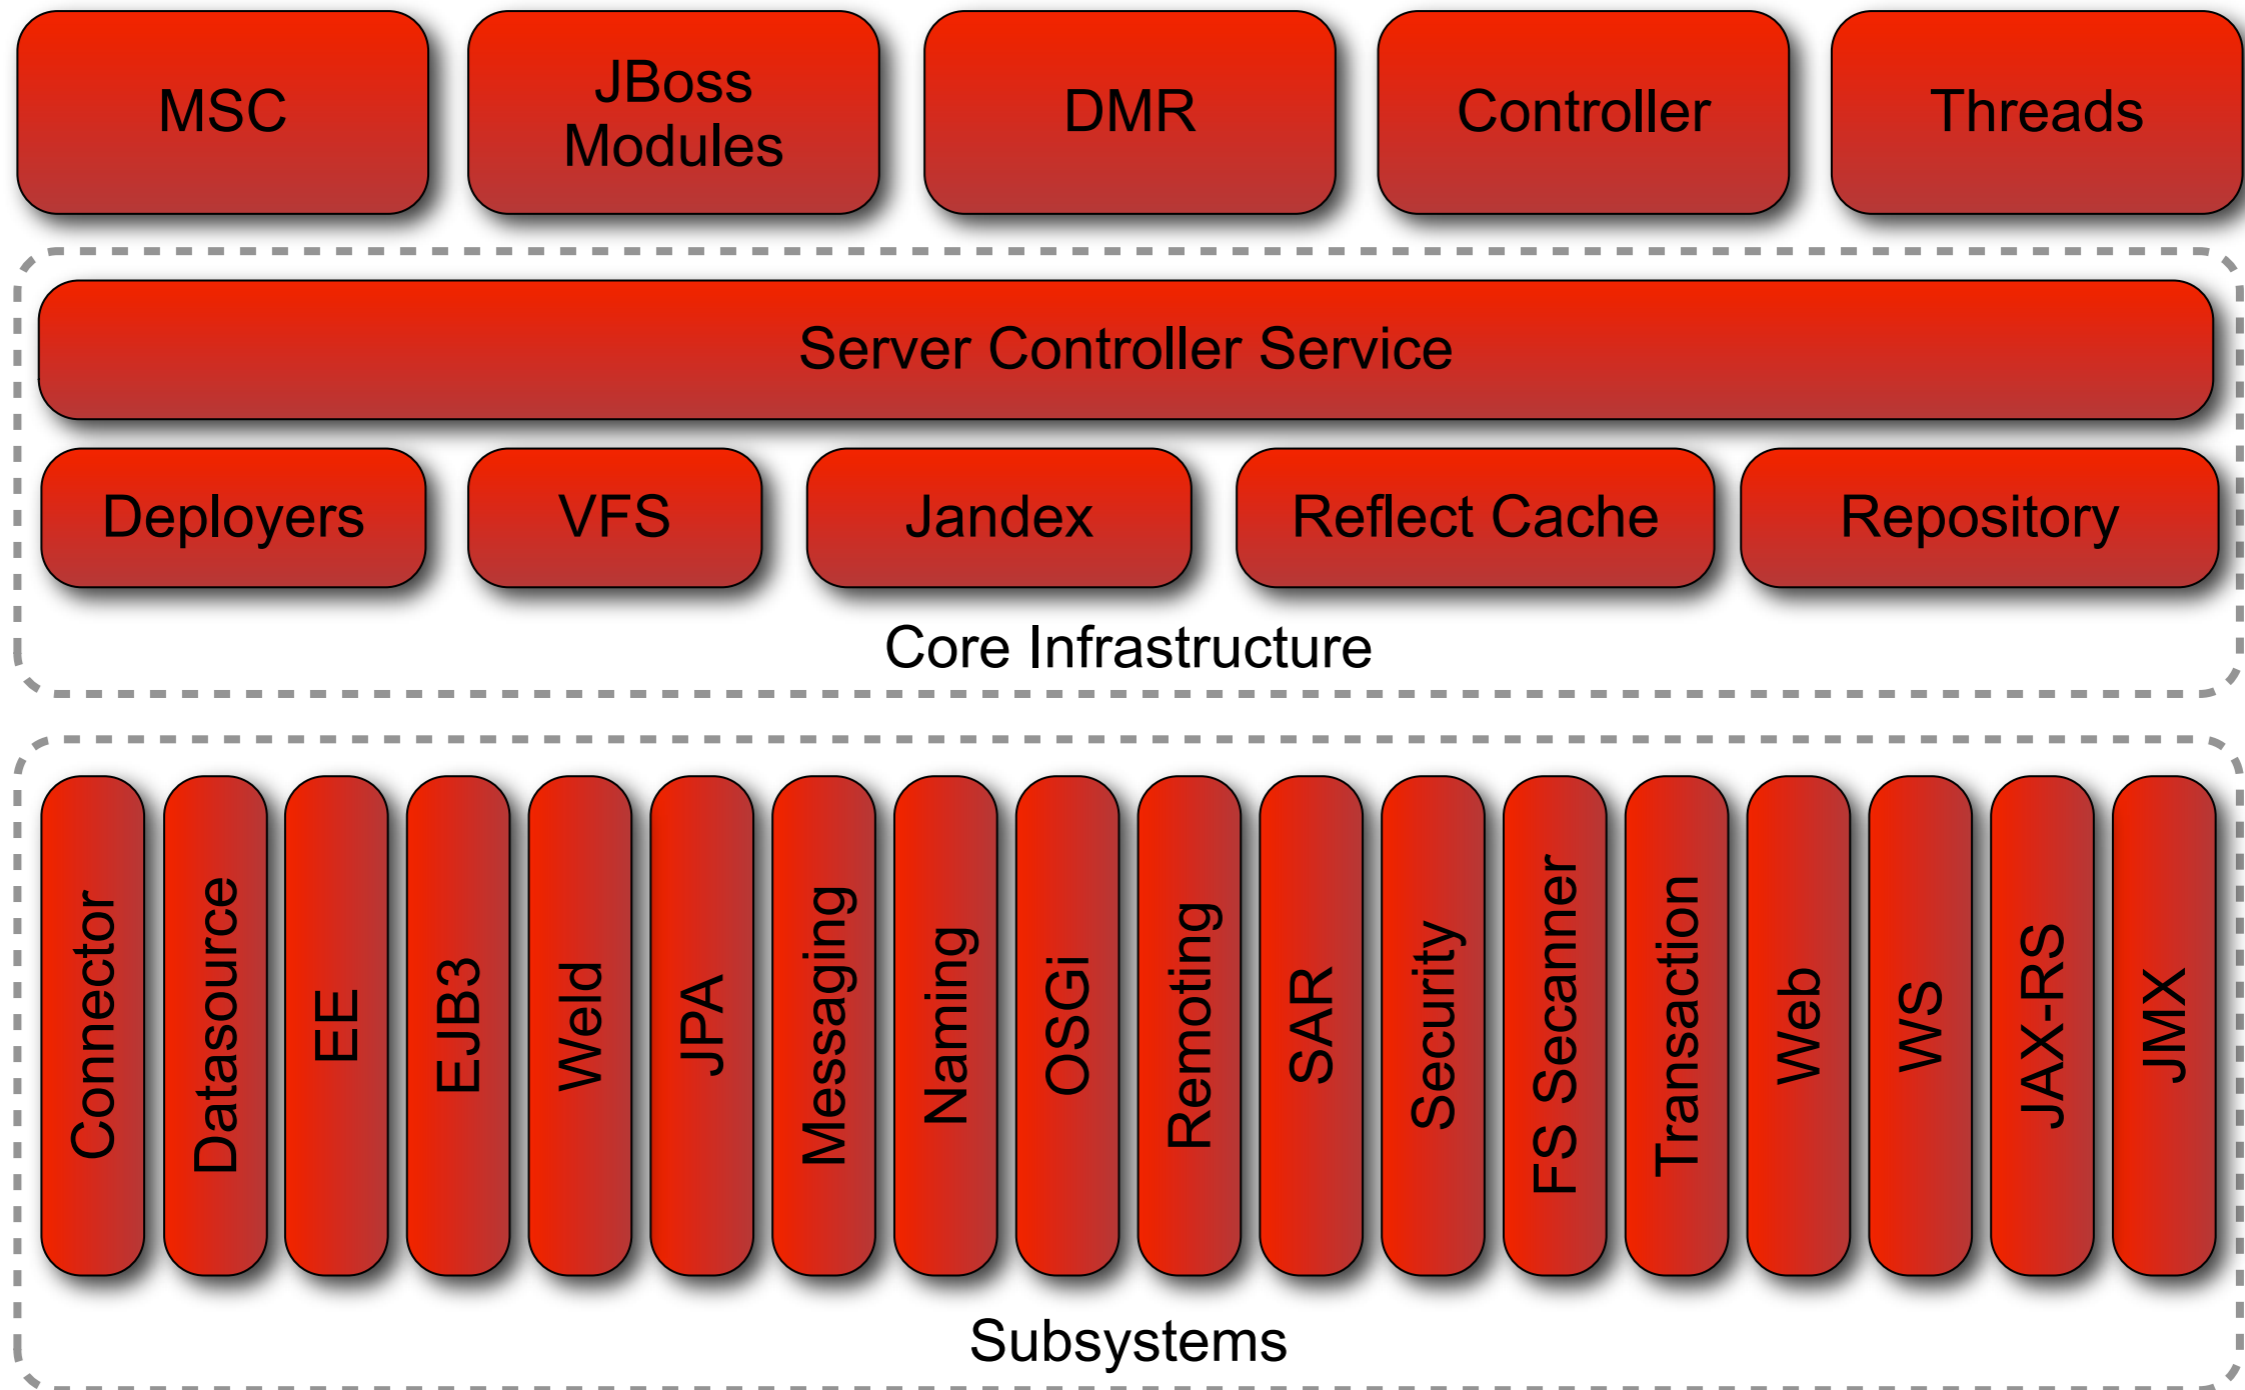 MSC
JBoss
Modules
DMR
Controller
Threads
Server Controller Service
Deployers
VFS
Jandex
Reflect Cache
Repository
Core Infrastructure
Connector
Datasource
EE
EJB3
Weld
JPA
Messaging
Naming
OSGi
Remoting
SAR
Security
FS Secanner
Transaction
Web
WS
JAX-RS
JMX
Subsystems